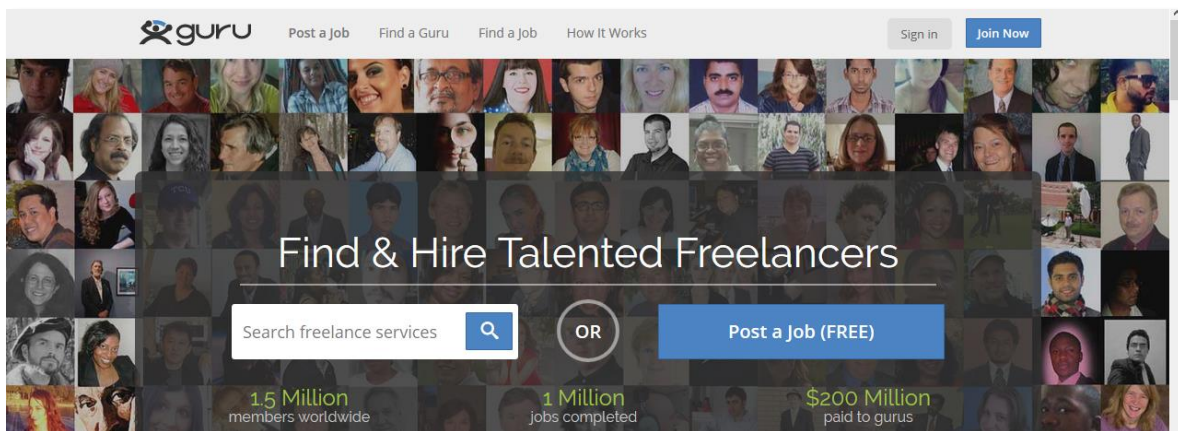 guru
Post a Job Find a Guru Find a Job How It Works Sign in Join Now
Find & Hire Talented Freelancers
Search freelance services OR Post a Job (FREE)
1.5 Million 1 Million $200 Million
members worldwide jobs completed paid to gurus